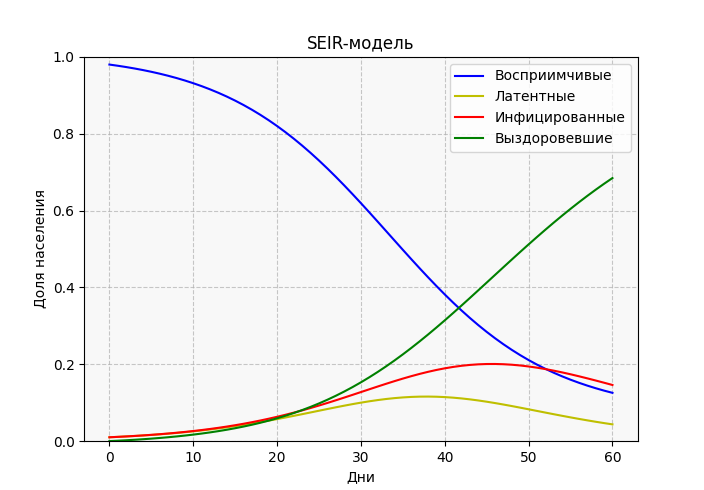 SEIR-модель
Восприимчивые
Латентные
Инфицированные
Выздоровевшие
Доля населения
1.0
0.8
0.6
0.4
0.2
0.0
0 10 20 30 40 50 60
Дни